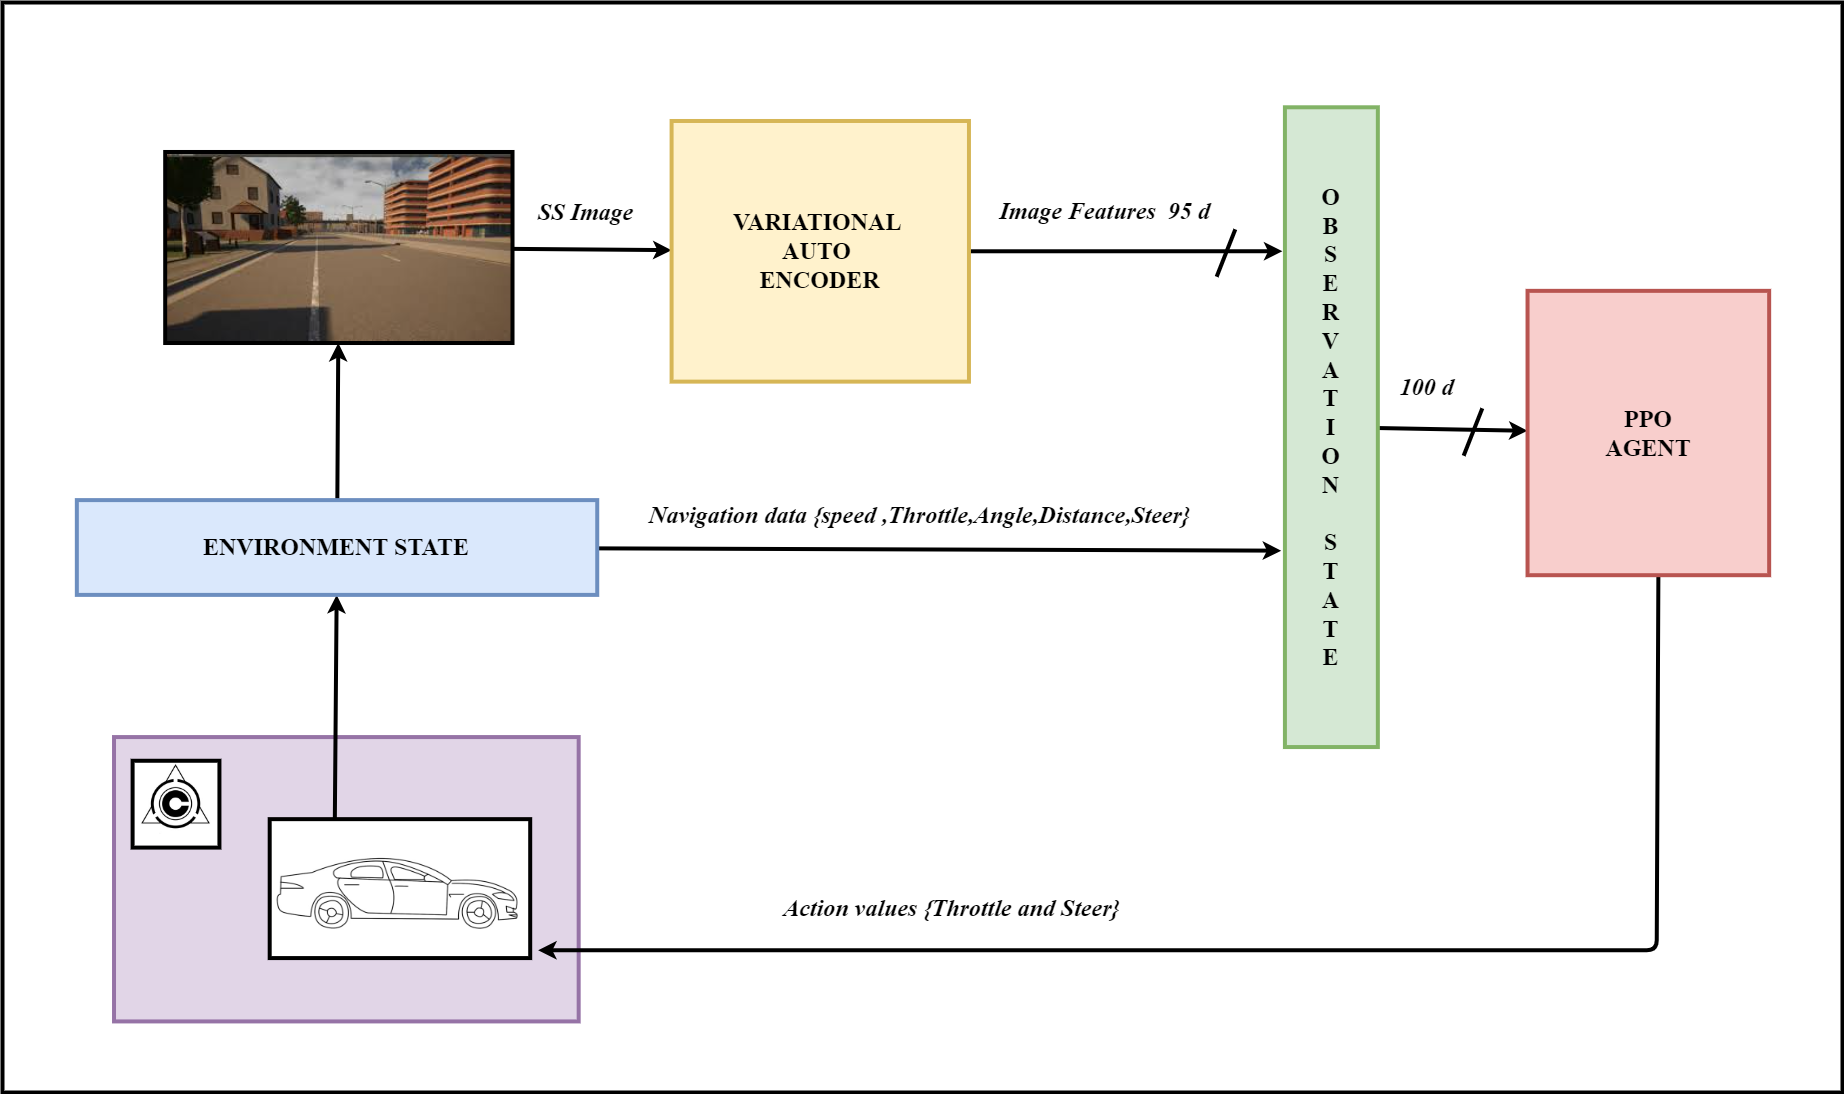 SS Image
VARIATIONAL
AUTO
ENCODER
Image Features 95 d
OBSERVATION STATE
100 d
PPO
AGENT
Navigation data {speed ,Throttle,Angle,Distance,Steer}
ENVIRONMENT STATE
C
Action values {Throttle and Steer}